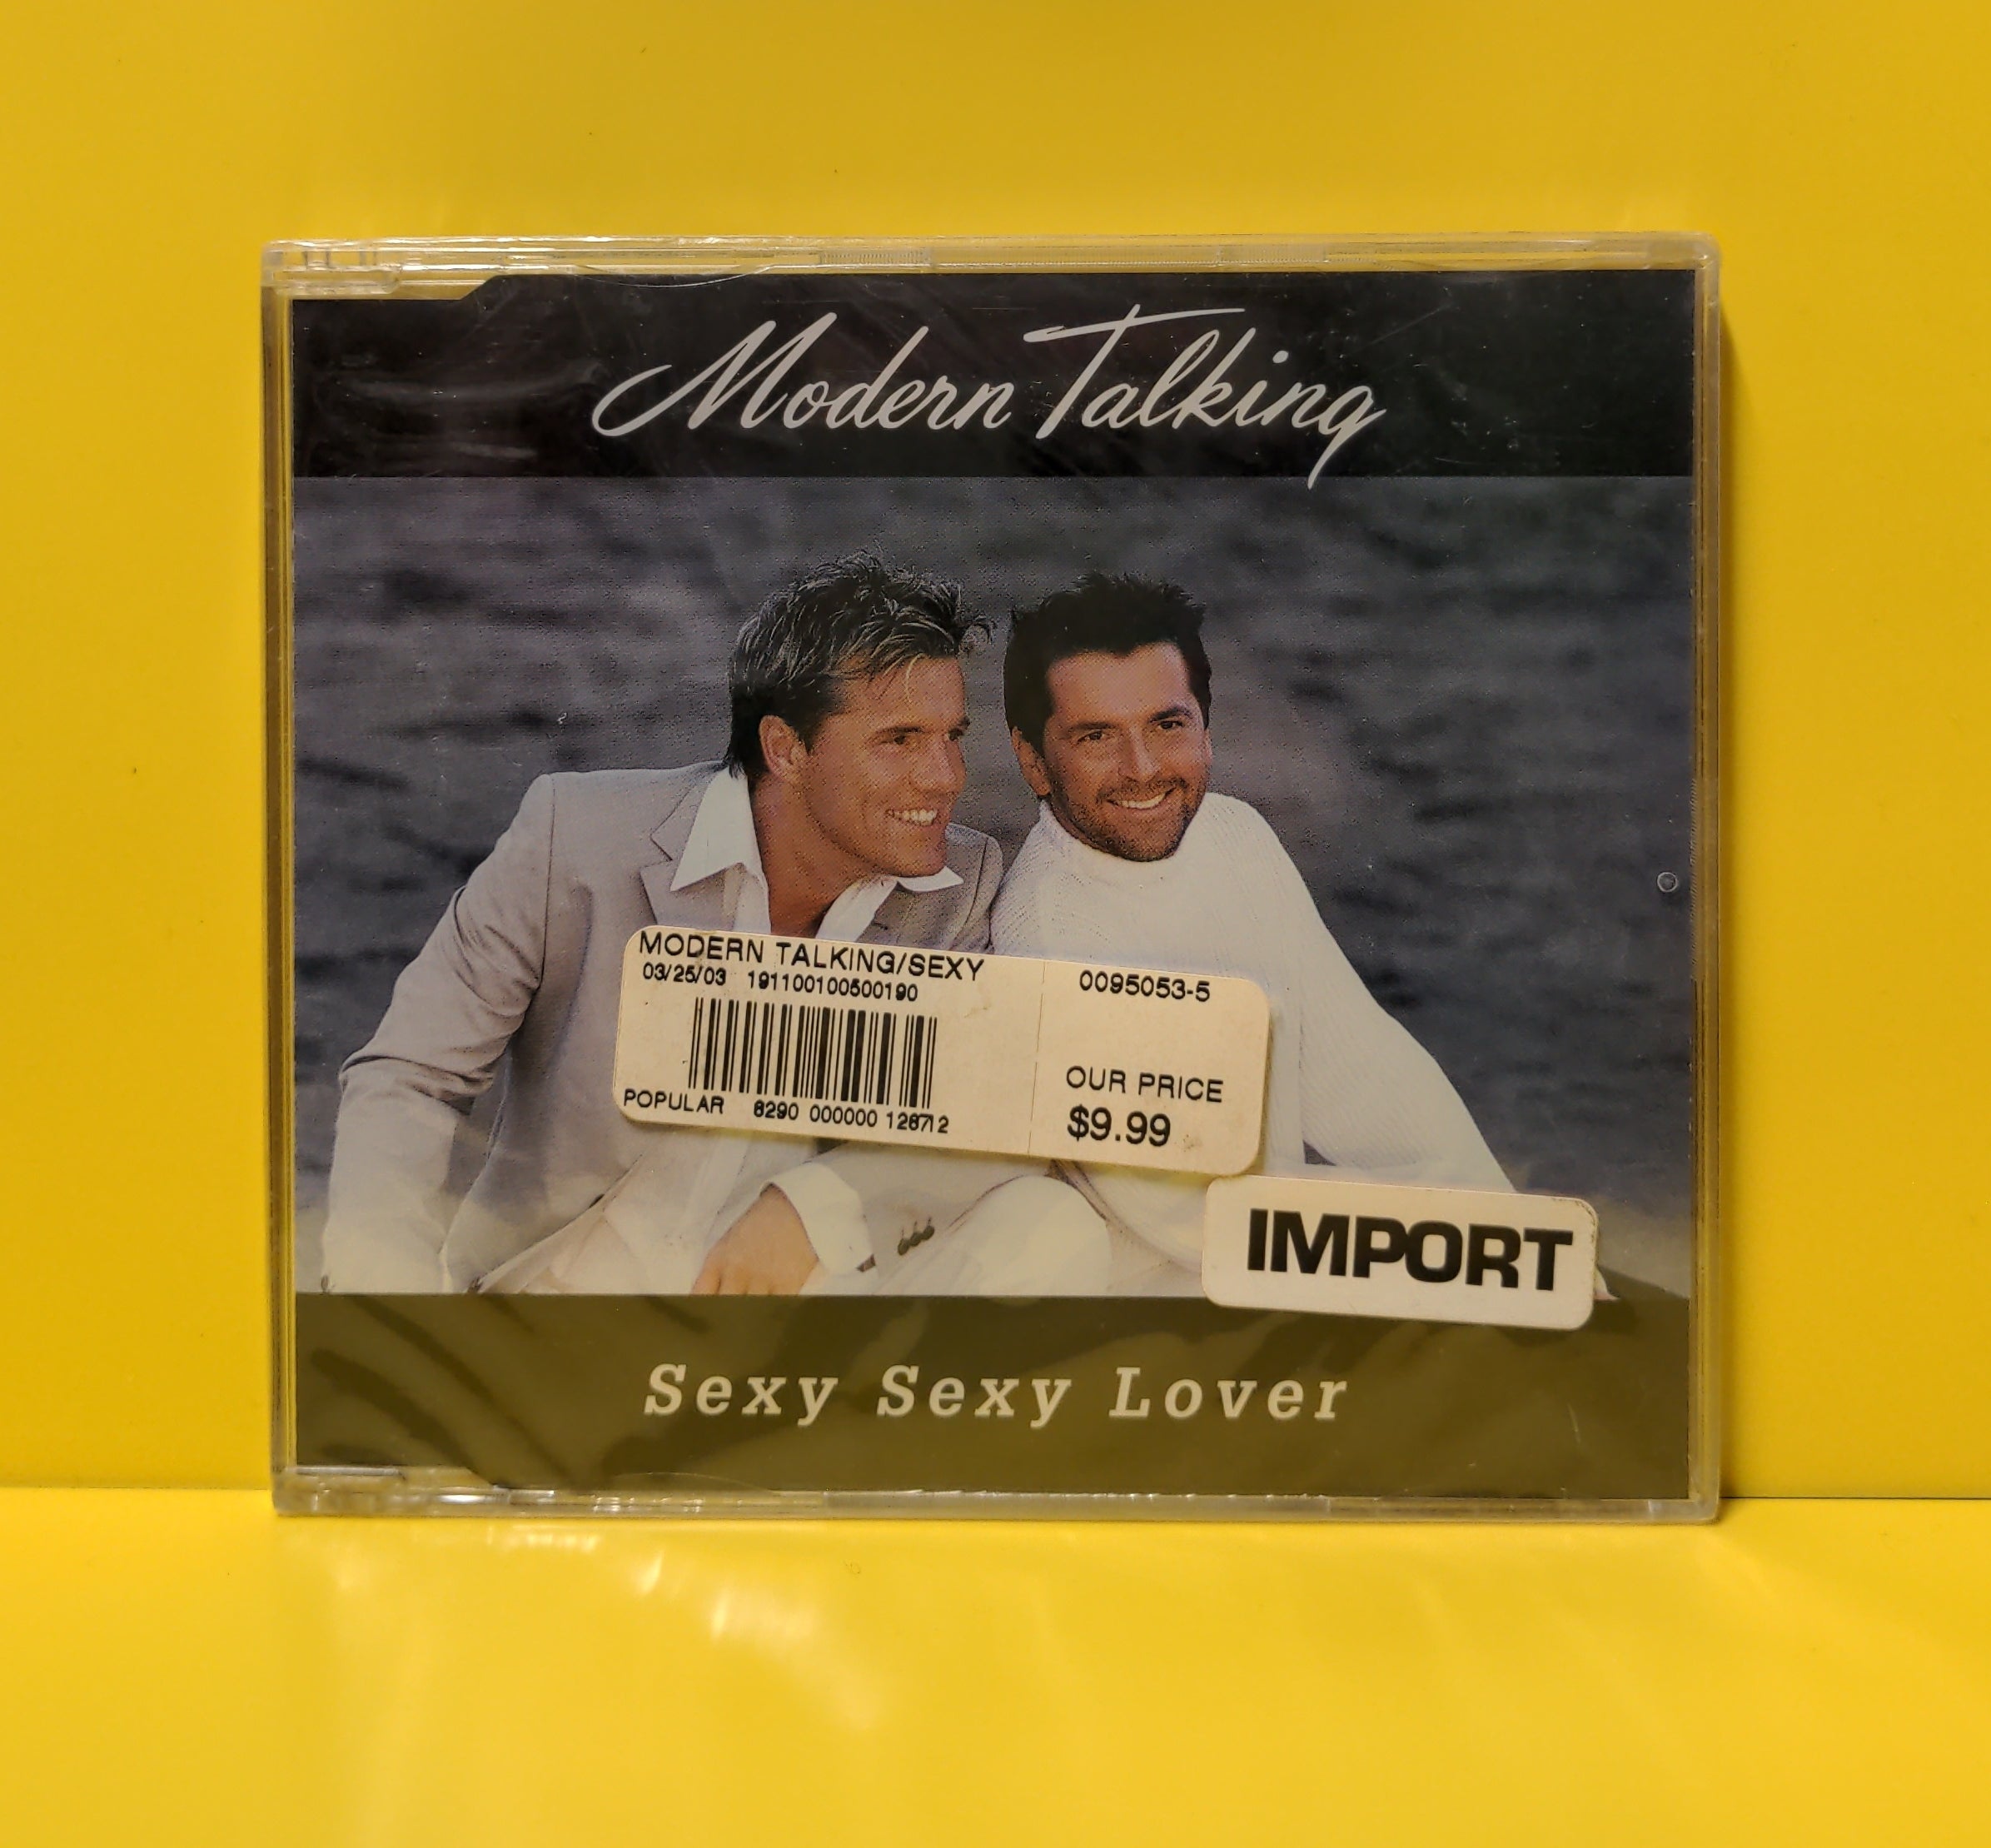 Modern Talking
MODERN TALKING/SEXY
03/25/03 191100100500190
0095053-5
OUR PRICE
$9.99
POPULAR 6290 000000 126712
IMPORT
Sexy Sexy Lover